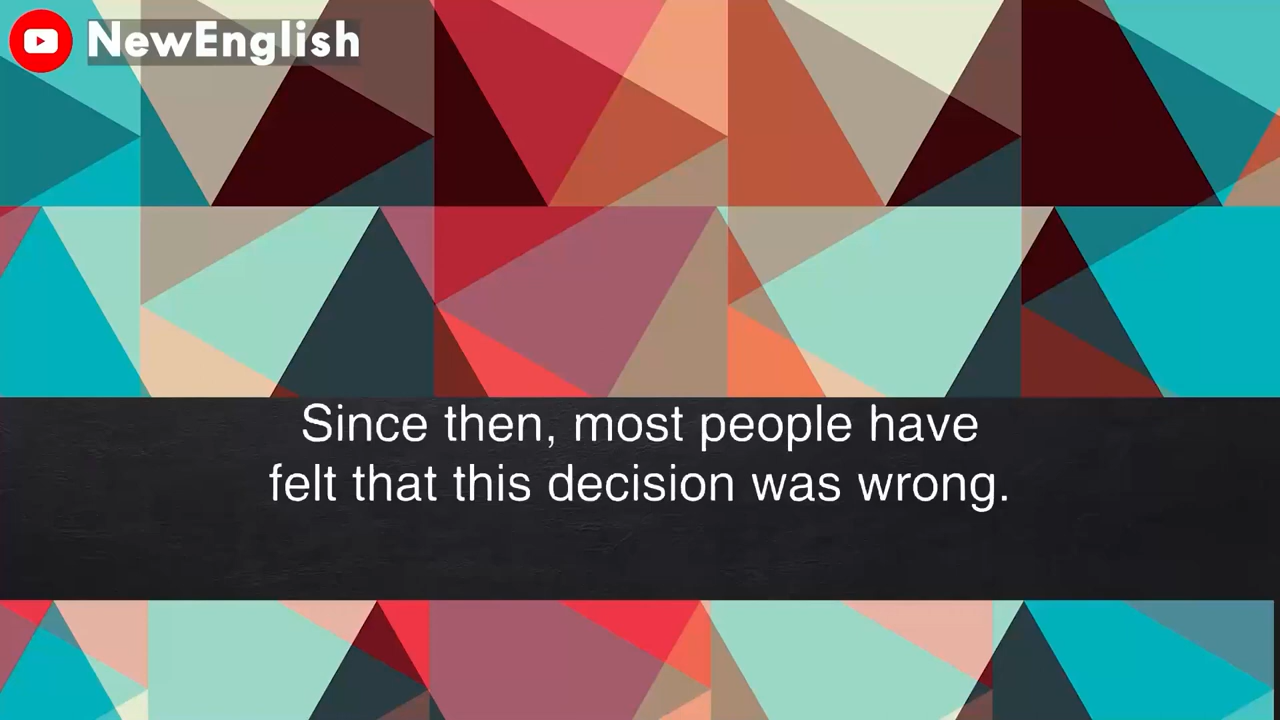 NewEnglish
Since then, most people have
felt that this decision was wrong.